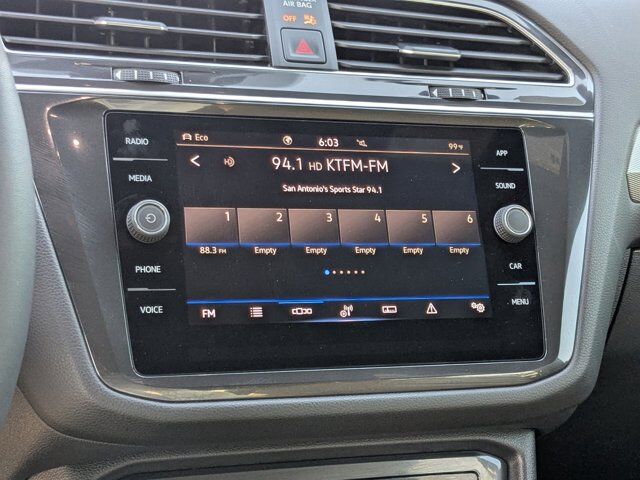 AIR BAG
OFF
RADIO
MEDIA
PHONE
VOICE
Eco
6:03
99°F
94.1 HD KTFM-FM
San Antonio's Sports Star 94.1
1 2 3 4 5 6
88.3 FM Empty Empty Empty Empty Empty
FM
APP
SOUND
CAR
MENU